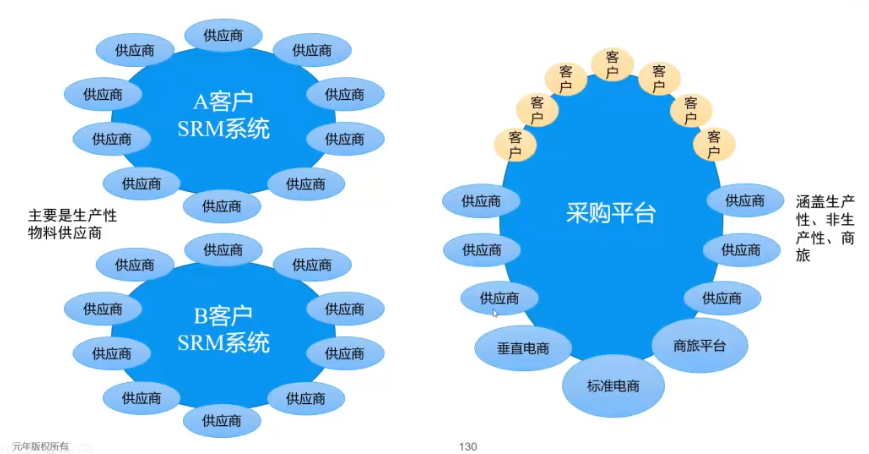 供应商
供应商
供应商
供应商
供应商
供应商
供应商
供应商
供应商
供应商
A客户
SRM系统
主要是生产性
物料供应商
供应商
供应商
供应商
供应商
供应商
供应商
供应商
供应商
供应商
供应商
B客户
SRM系统
客
户
客
户
客
户
客
户
客
户
客
户
客
户
采购平台
供应商
供应商
供应商
供应商
供应商
供应商
垂直电商
标准电商
商旅平台
涵盖生产
性、非生
产性、商
旅
元年版权所有
130